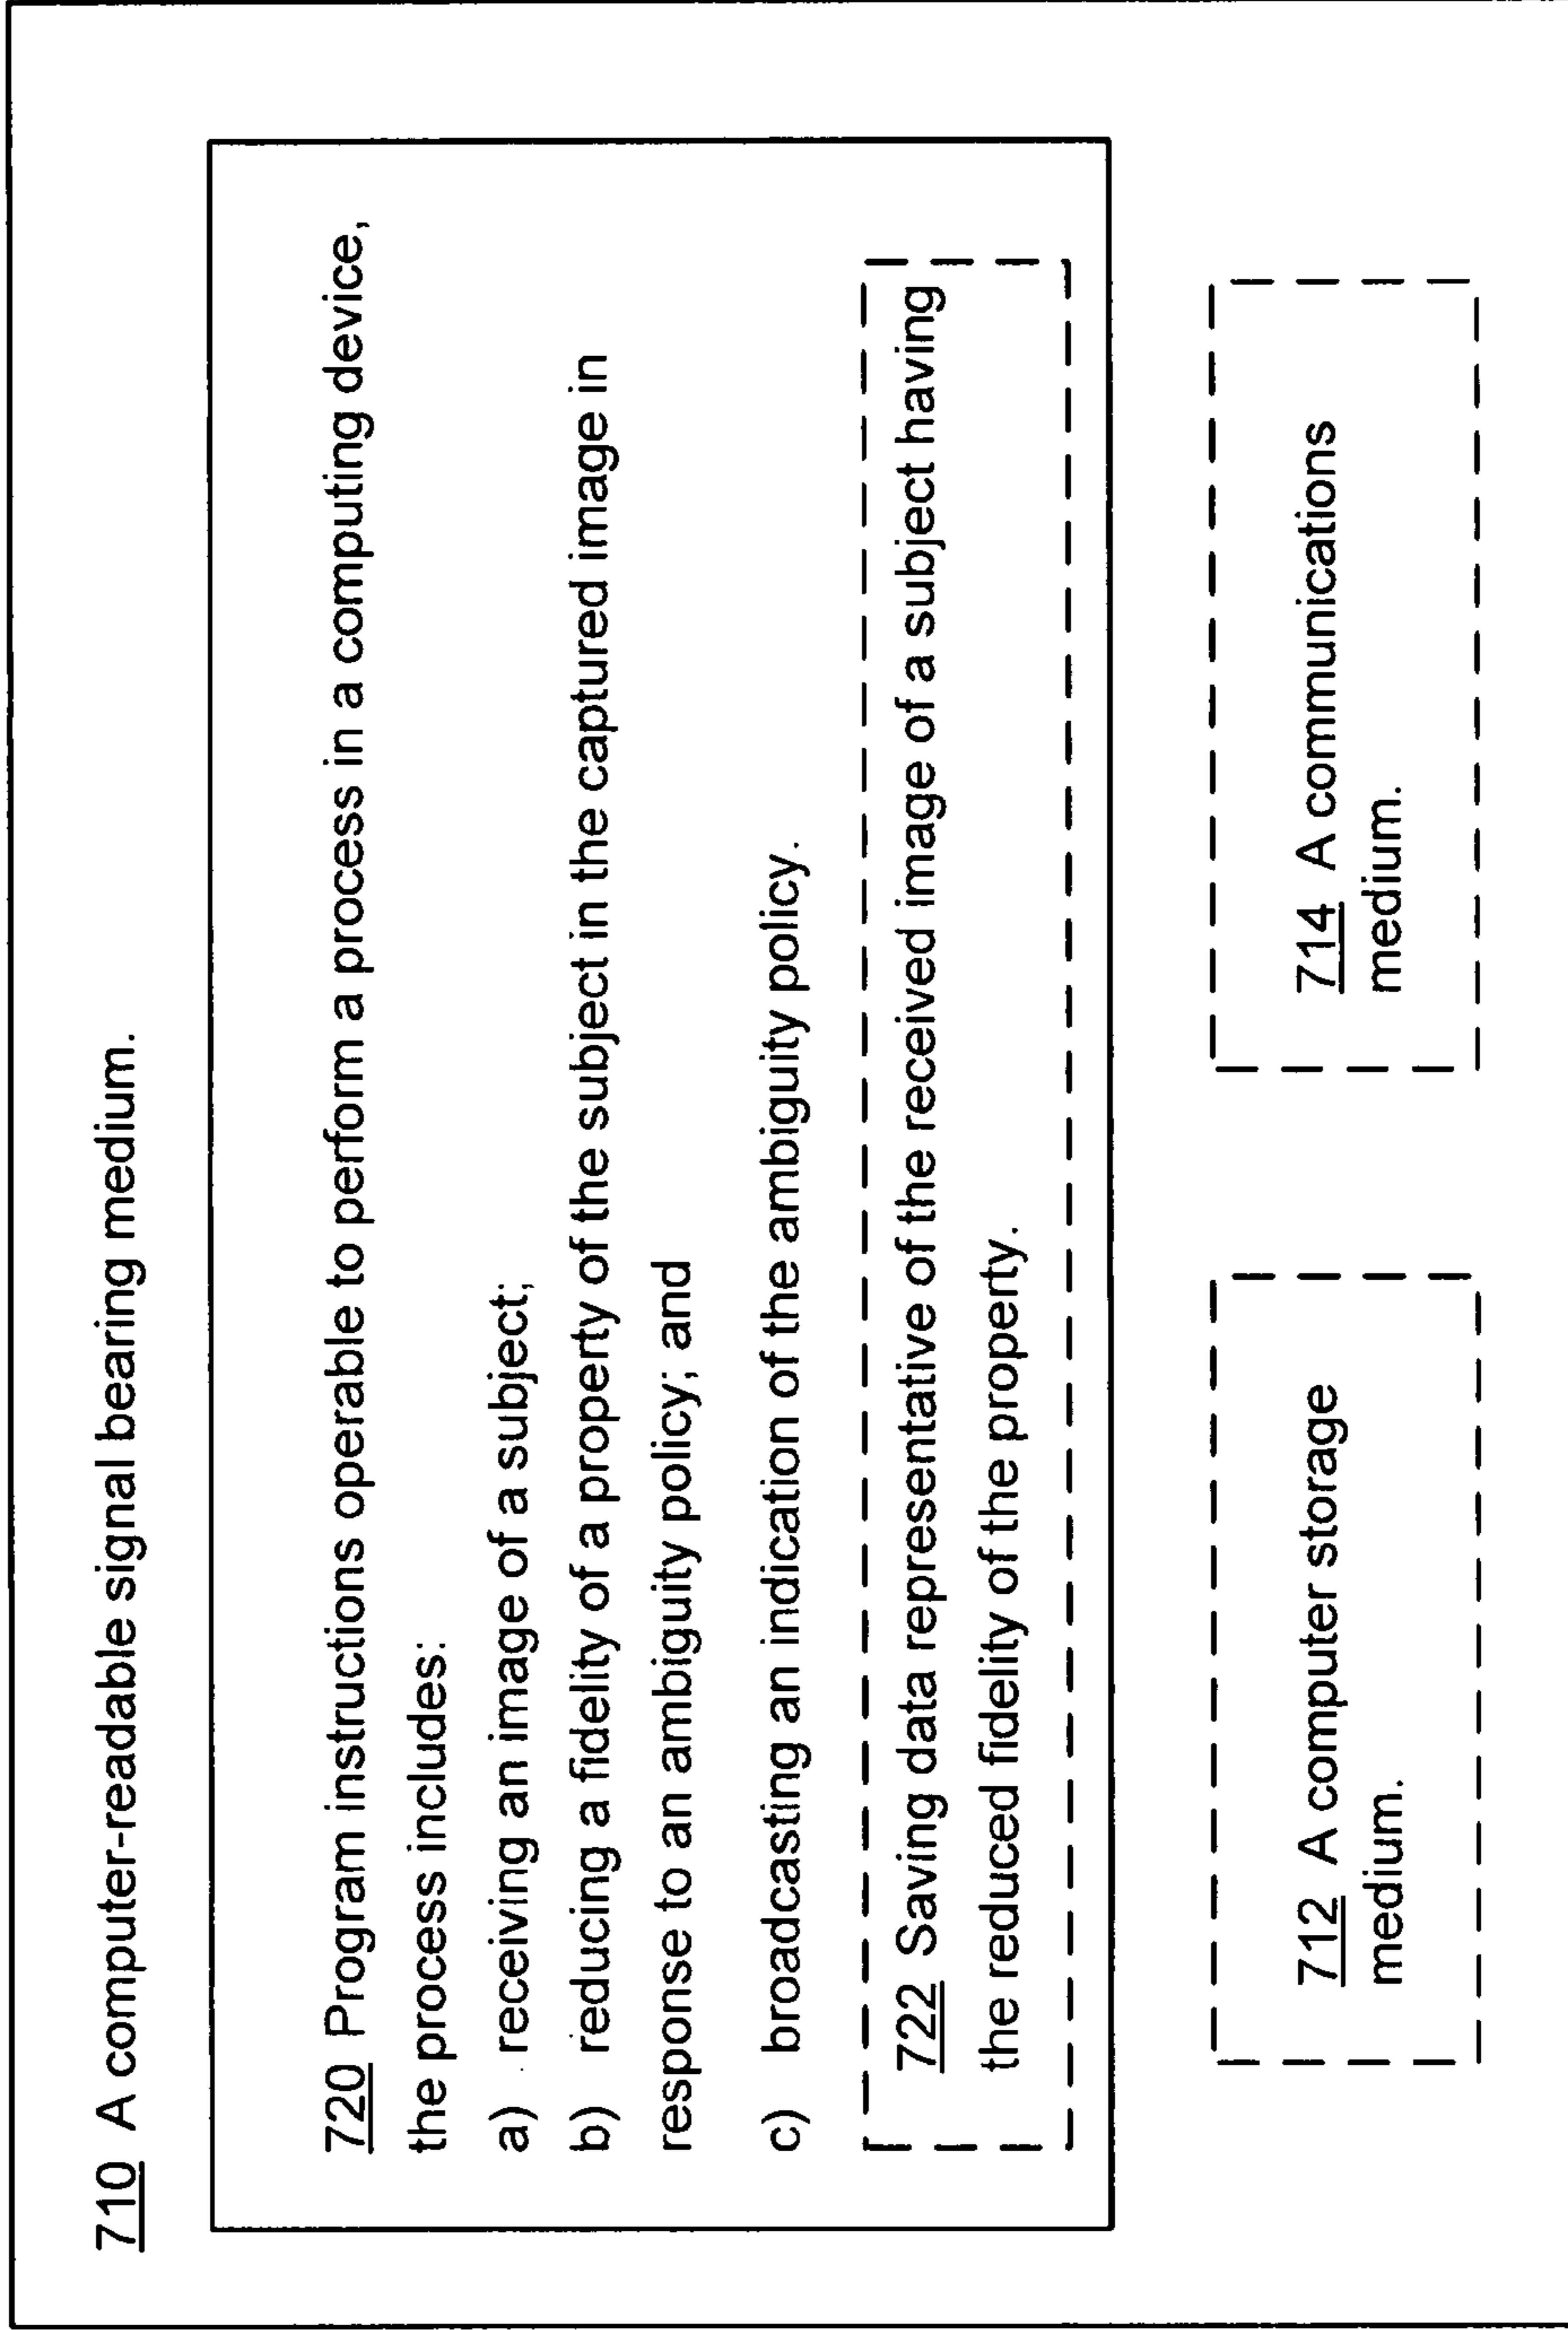 710 A computer-readable signal bearing medium.
720 Program instructions operable to perform a process in a computing device,
the process includes:
a) receiving an image of a subject;
b) reducing a fidelity of a property of the subject in the captured image in
response to an ambiguity policy; and
c) broadcasting an indication of the ambiguity policy.
722 Saving data representative of the received image of a subject having
the reduced fidelity of the property.
712 A computer storage
medium.
714 A communications
medium.